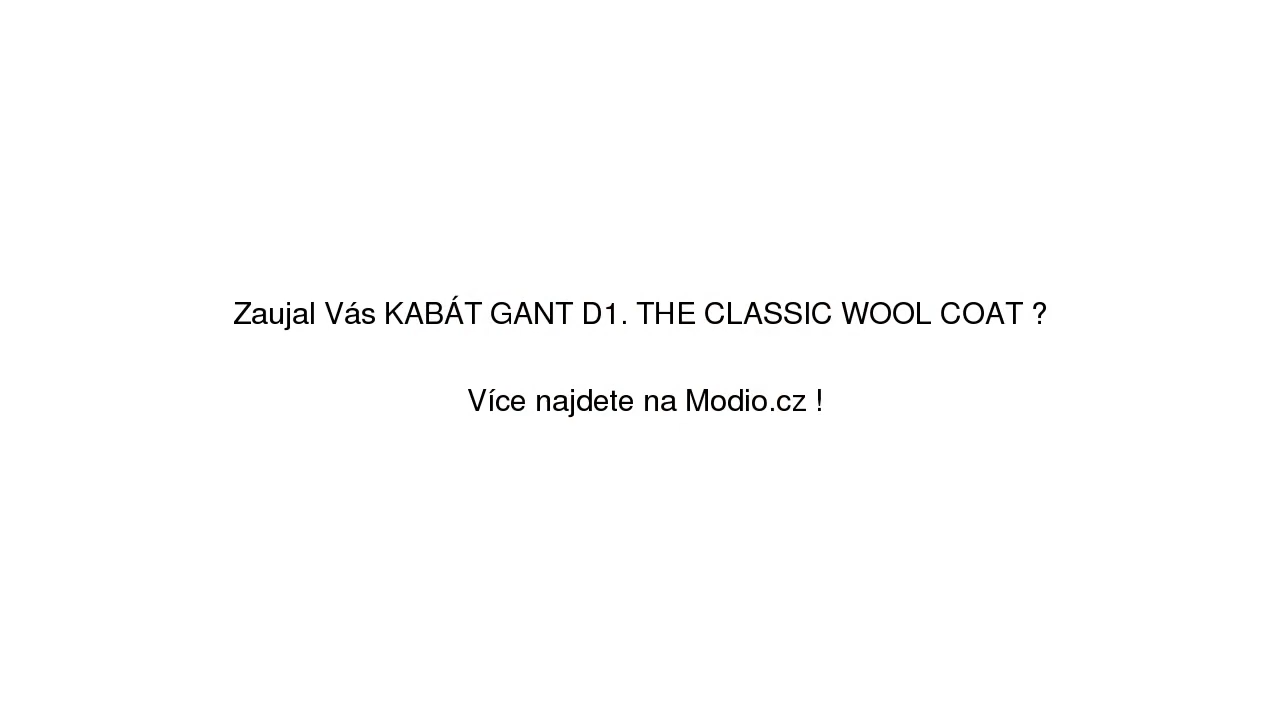 Zaujal Vás KABÁT GANT D1. THE CLASSIC WOOL COAT ?
Více najdete na Modio.cz !